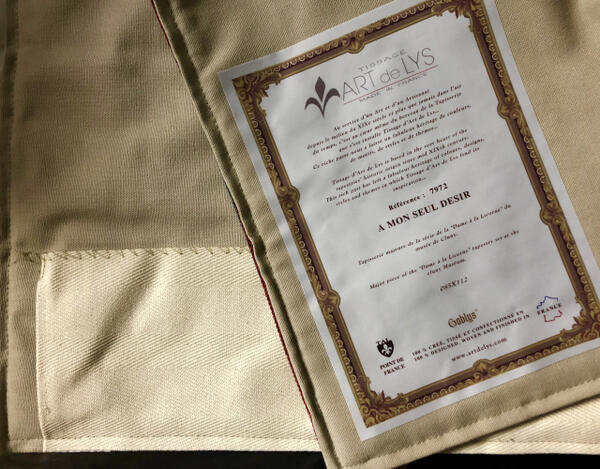 TISSAGE
ART de LYS
MADE IN FRANCE
Au service d'un Art et d'un Artisanat
depuis le milieu du XIXe siècle et plus que jamais dans l'air
du temps, c'est au cœur même du berceau de la Tapisserie
que s'est installé Tissage d'Art de Lys...
Ce riche passé nous a laissé un fabuleux héritage de couleurs,
de motifs, de styles et de thèmes...
Tissage d'Art de Lys is based in the very heart of the
tapestries' historic origin since mid XIXth century.
This rich past has left a fabulous heritage of colours, designs,
styles and themes in which Tissage d'Art de Lys find its
inspiration...
Référence : 7972
A MON SEUL DESIR
Tapisserie majeure de la série de la "Dame à la Licorne" du
musée de Cluny.
Major piece of the "Dame à la Licorne" tapestry set at the
cluny Muséum.
085X112
Goblys
POINT DE
FRANCE
100 % CRÉE, TISSÉ ET CONFECTIONNÉ EN
100 % DESIGNED, WOVEN AND FINISHED IN
FRANCE
www.artdelys.com